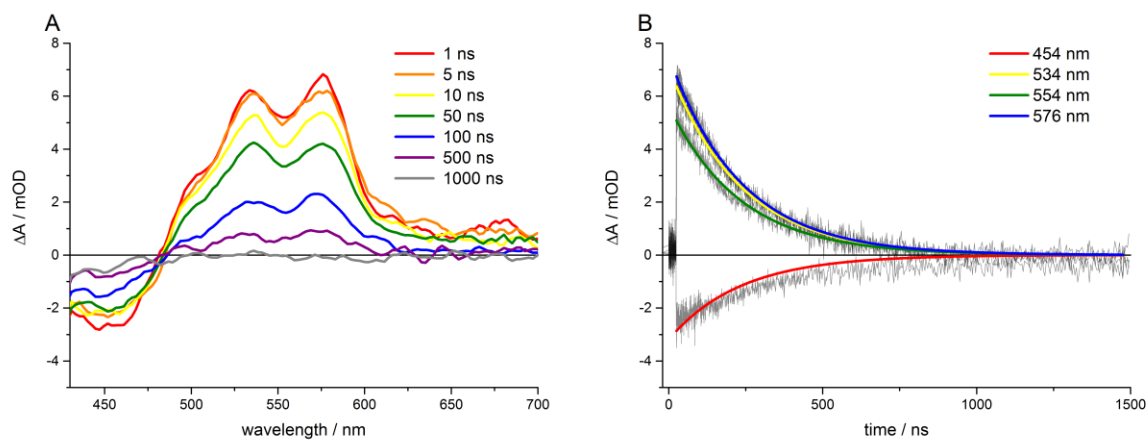 A
1 ns
5 ns
10 ns
50 ns
100 ns
500 ns
1000 ns
8
6
4
2
0
-2
-4
ΔA / mOD
450
500
550
600
650
700
wavelength / nm
B
454 nm
534 nm
554 nm
576 nm
8
6
4
2
0
-2
-4
ΔA / mOD
0
500
1000
1500
time / ns